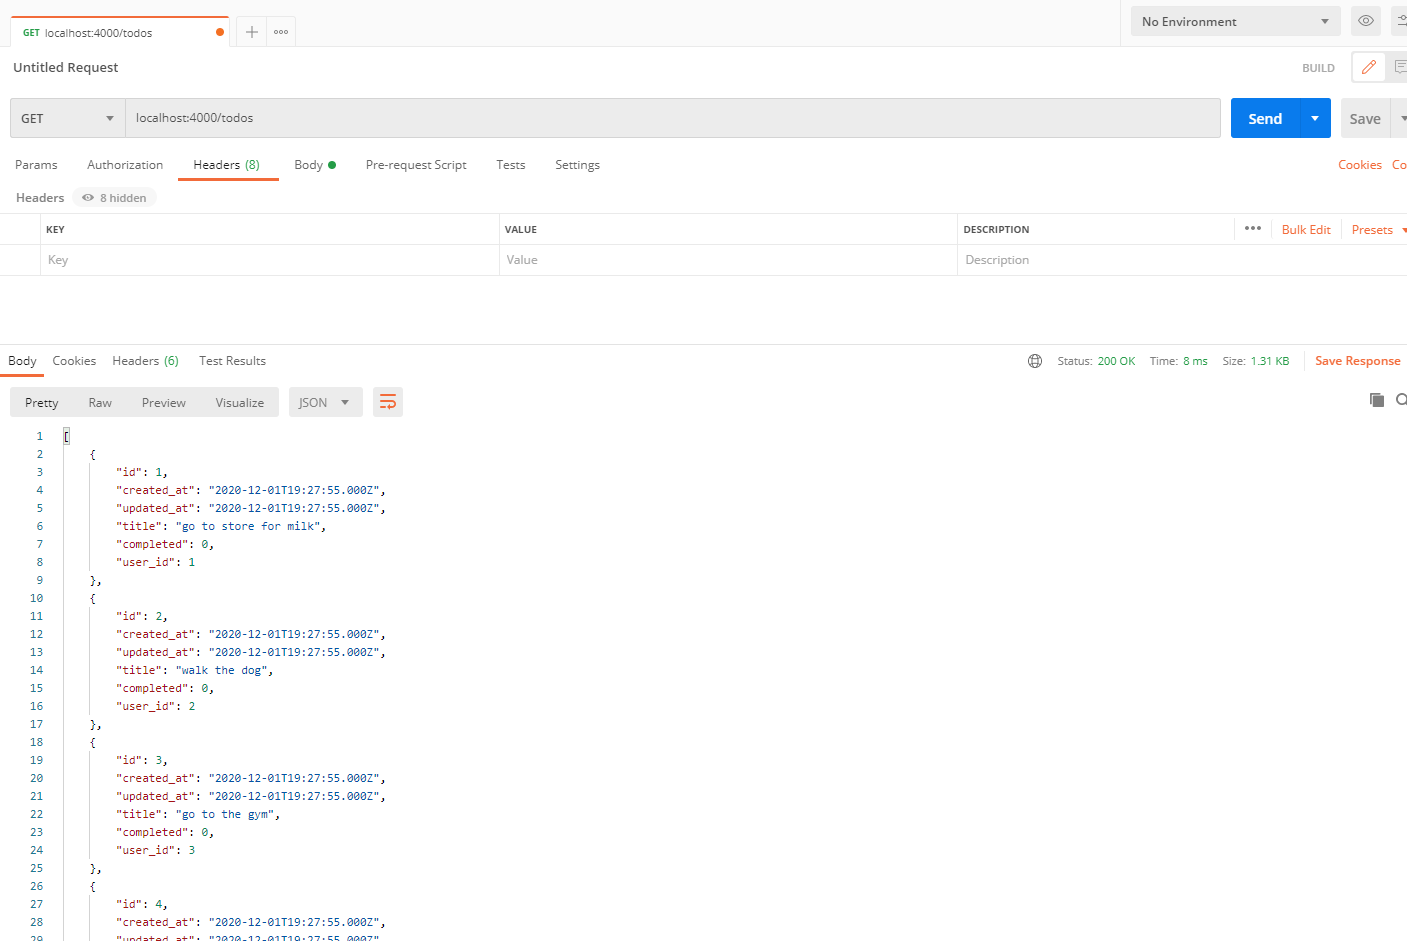 GET localhost:4000/todos
No Environment
Untitled Request
BUILD
GET localhost:4000/todos Send Save
Params Authorization Headers (8) Body Pre-request Script Tests Settings Cookies Co
Headers 8 hidden
KEY VALUE DESCRIPTION Bulk Edit Presets
Key Value Description
Body Cookies Headers (6) Test Results Status: 200 OK Time: 8 ms Size: 1.31 KB Save Response
Pretty Raw Preview Visualize JSON
1 [
2 {
3 "id": 1,
4 "created_at": "2020-12-01T19:27:55.000Z",
5 "updated_at": "2020-12-01T19:27:55.000Z",
6 "title": "go to store for milk",
7 "completed": 0,
8 "user_id": 1
9 },
10 {
11 "id": 2,
12 "created_at": "2020-12-01T19:27:55.000Z",
13 "updated_at": "2020-12-01T19:27:55.000Z",
14 "title": "walk the dog",
15 "completed": 0,
16 "user_id": 2
17 },
18 {
19 "id": 3,
20 "created_at": "2020-12-01T19:27:55.000Z",
21 "updated_at": "2020-12-01T19:27:55.000Z",
22 "title": "go to the gym",
23 "completed": 0,
24 "user_id": 3
25 },
26 {
27 "id": 4,
28 "created_at": "2020-12-01T19:27:55.000Z",
29 "updated_at": "2020-12-01T19:27:55.000Z",